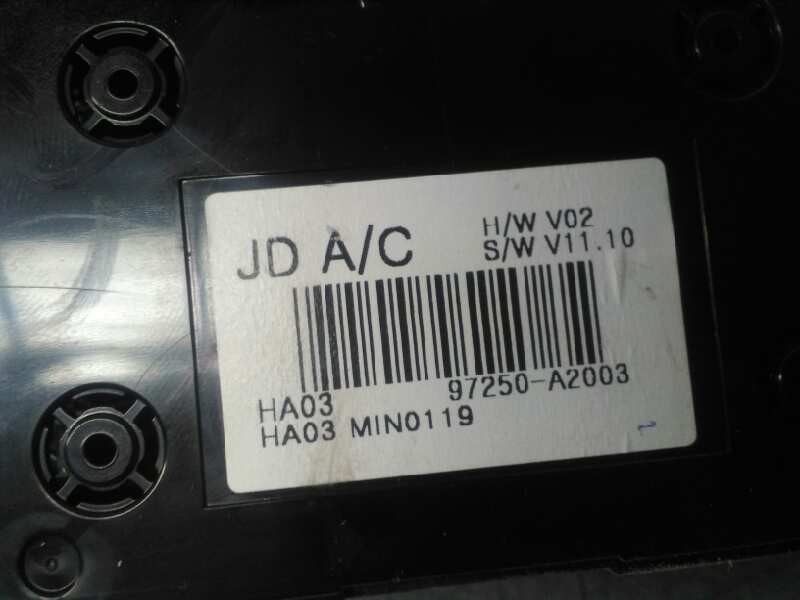 JD A/C
H/W V02
S/W V11.10
HA03 97250-A2003
HA03 MIN0119